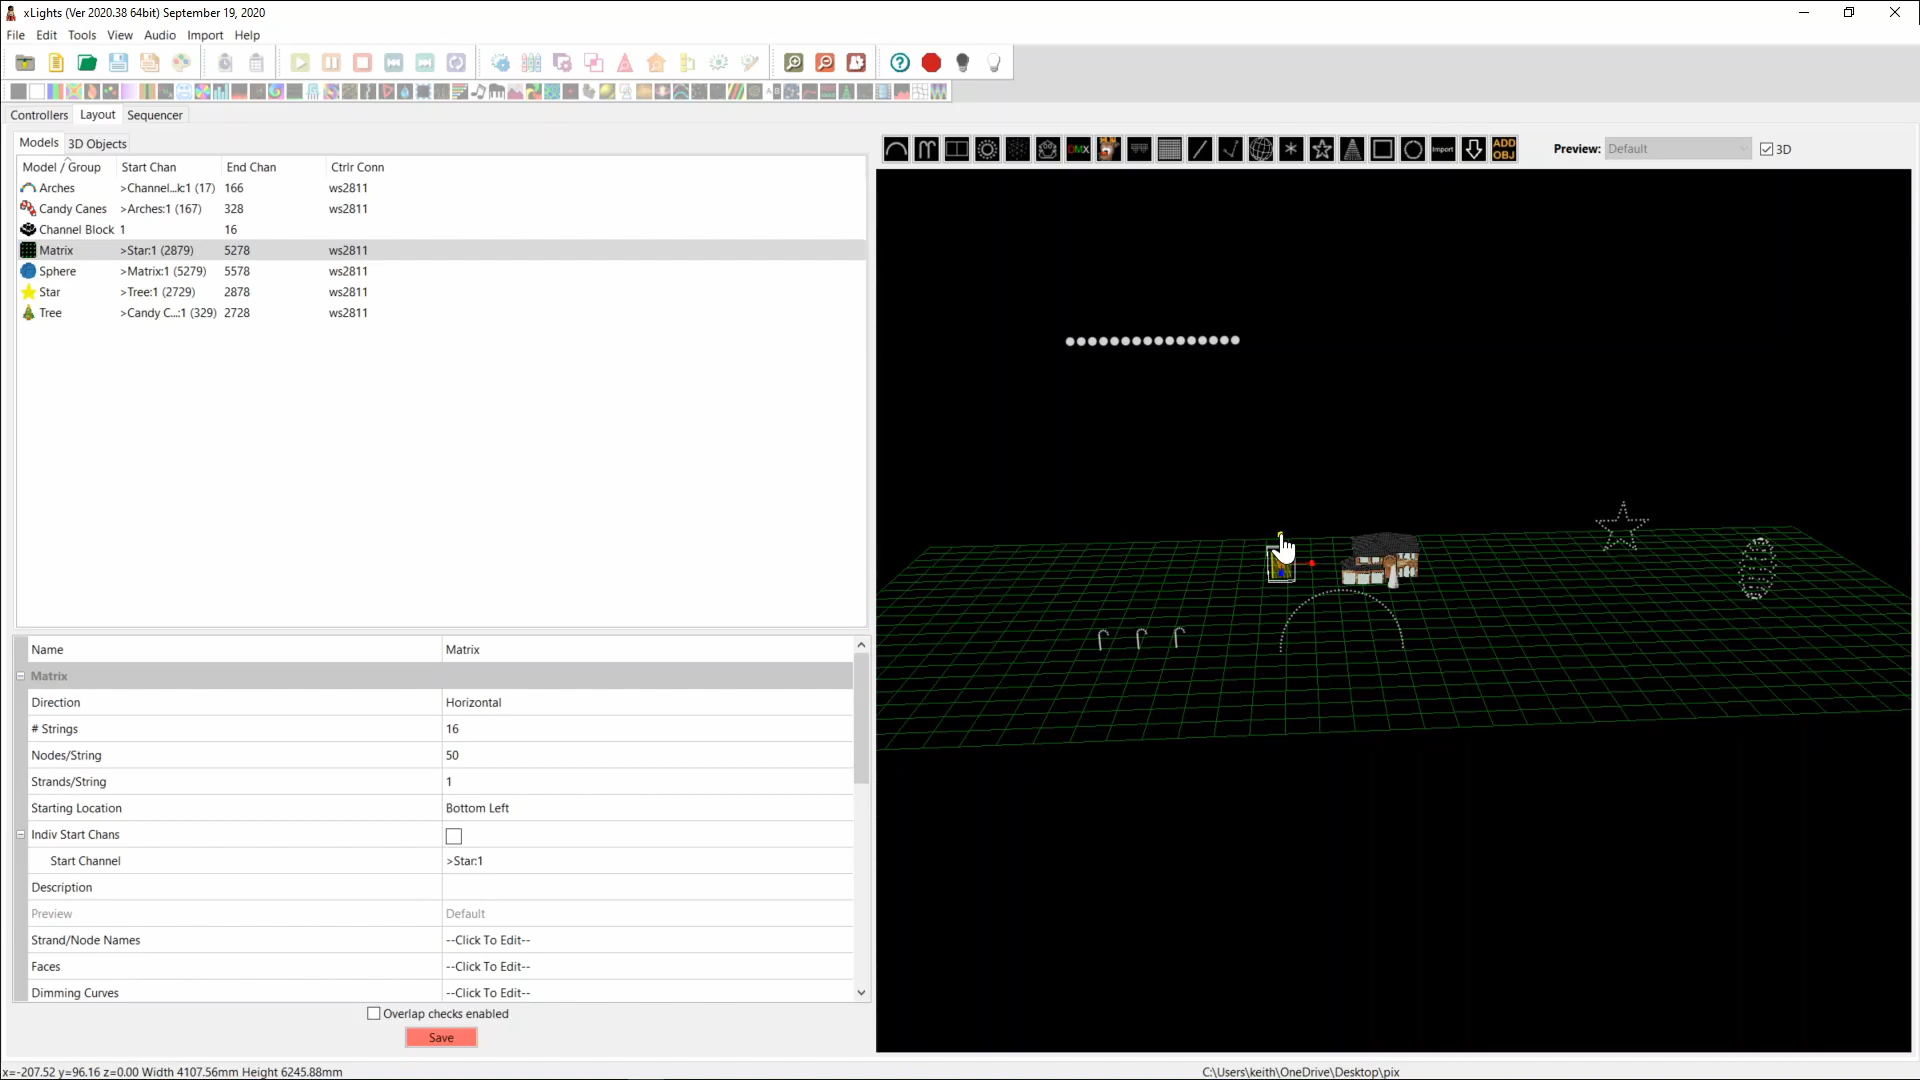 xLights (Ver 2020.38 64bit) September 19, 2020
File Edit Tools View Audio Import Help
Controllers Layout Sequencer
Models 3D Objects
Model / Group Start Chan End Chan Ctrlr Conn
Arches >Channel...k:1 (17) 166 ws2811
Candy Canes >Arches:1 (167) 328 ws2811
Channel Block 1 16
Matrix >Star:1 (2879) 5278 ws2811
Sphere >Matrix:1 (5279) 5578 ws2811
Star >Tree:1 (2729) 2878 ws2811
Tree >Candy C...:1 (329) 2728 ws2811
DMX Import ADD OBJ Preview: Default 3D
Name Matrix
Matrix
Direction Horizontal
# Strings 16
Nodes/String 50
Strands/String 1
Starting Location Bottom Left
Indiv Start Chans
Start Channel >Star:1
Description
Preview Default
Strand/Node Names --Click To Edit--
Faces --Click To Edit--
Dimming Curves --Click To Edit--
Overlap checks enabled
Save
x=-207.52 y=96.16 z=0.00 Width 4107.56mm Height 6245.88mm C:\Users\keith\OneDrive\Desktop\pix